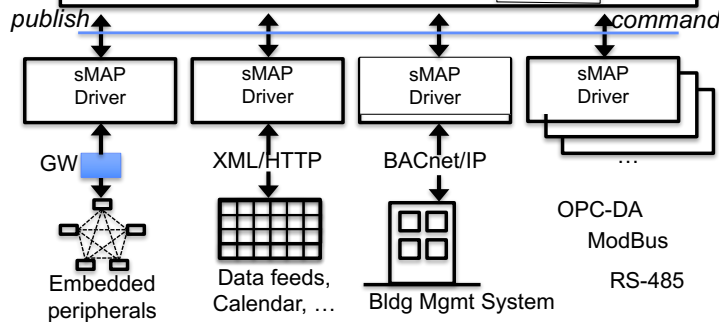 publish
command
sMAP
Driver
sMAP
Driver
sMAP
Driver
sMAP
Driver
GW
XML/HTTP
BACnet/IP
...
OPC-DA
ModBus
RS-485
Embedded
peripherals
Data feeds,
Calendar, ...
Bldg Mgmt System